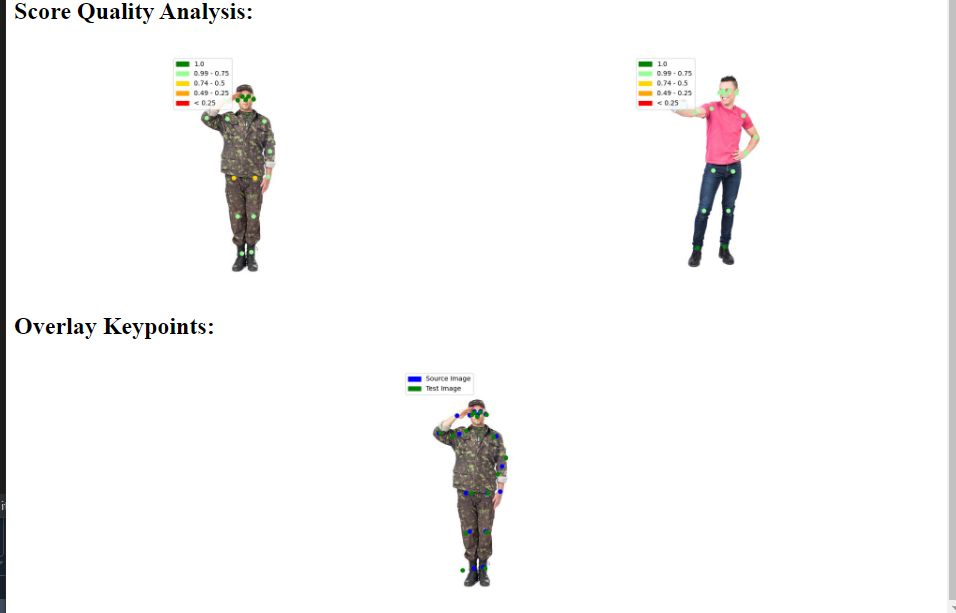 Score Quality Analysis:
1.0
0.99 - 0.75
0.74 - 0.5
0.49 - 0.25
< 0.25
1.0
0.99 - 0.75
0.74 - 0.5
0.49 - 0.25
< 0.25
Overlay Keypoints:
Source Image
Test Image